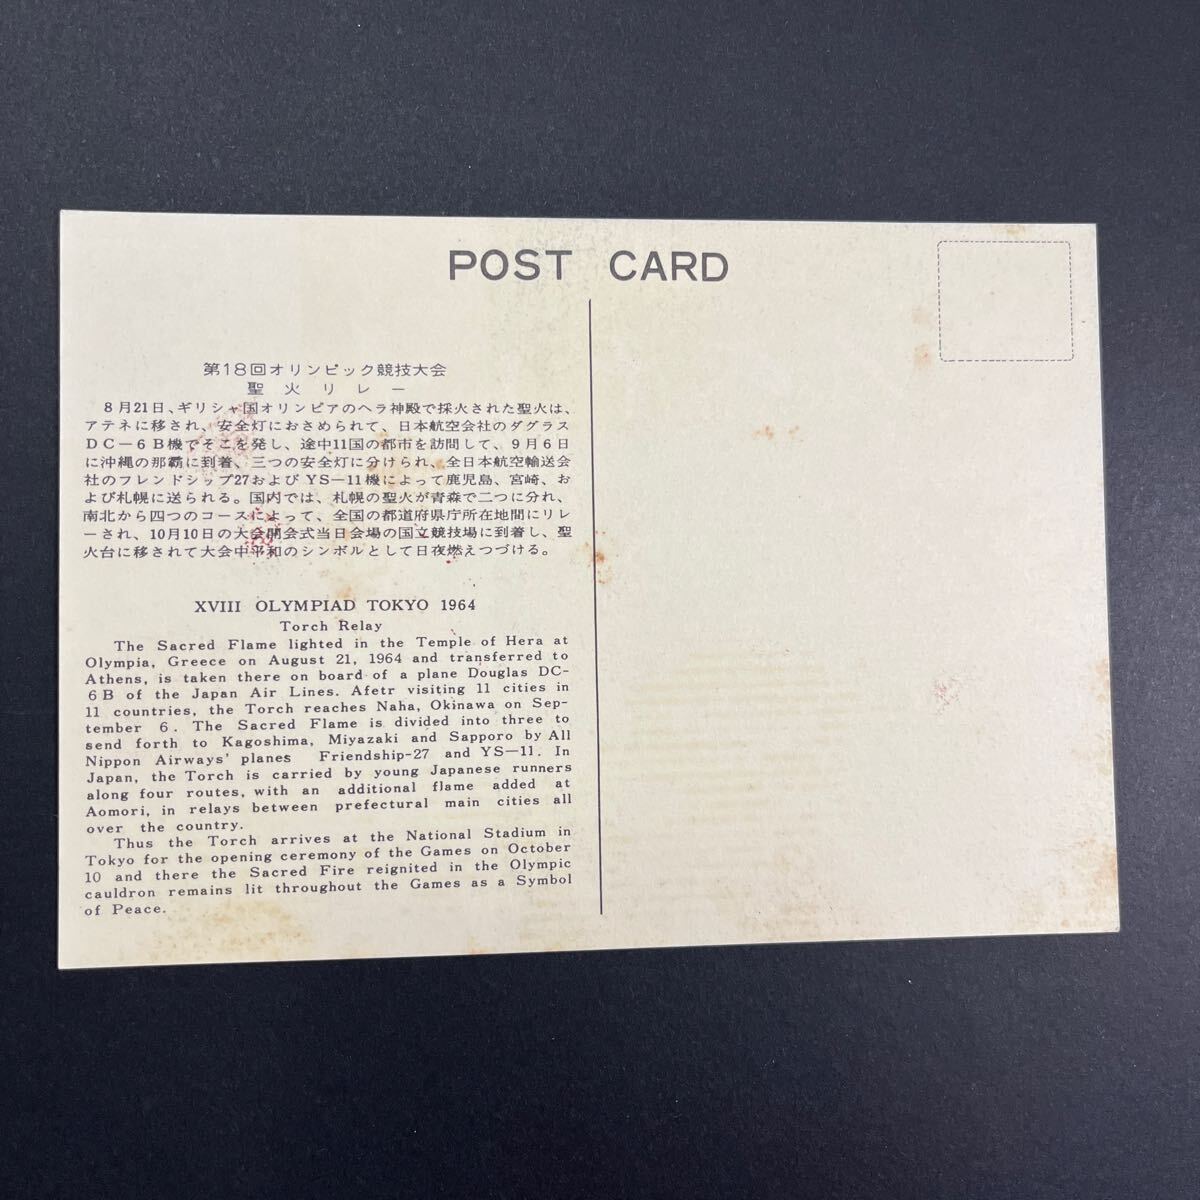 POST CARD
第18回オリンピック競技大会
聖火リレー
8月21日、ギリシャ国オリンピアのヘラ神殿で採火された聖火は、
アテネに移され、安全灯におさめられて、日本航空会社のダグラス
DC—6B機でそこを発し、途中11国の都市を訪問して、9月6日
に沖縄の那覇に到着、三つの安全灯に分けられ、全日本航空輸送会
社のフレンドシップ27およびYS—11機によって鹿児島、宮崎、お
よび札幌に送られる。国内では、札幌の聖火が青森で二つに分れ、
南北から四つのコースによって、全国の都道府県庁所在地間にリレ
ーされ、10月10日の大会開会式当日会場の国立競技場に到着し、聖
火台に移されて大会中平和のシンボルとして日夜燃えつづける。
XVIII OLYMPIAD TOKYO 1964
Torch Relay
The Sacred Flame lighted in the Temple of Hera at
Olympia, Greece on August 21, 1964 and transferred to
Athens, is taken there on board of a plane Douglas DC-
6B of the Japan Air Lines. Afetr visiting 11 cities in
11 countries, the Torch reaches Naha, Okinawa on Sep-
tember 6. The Sacred Flame is divided into three to
send forth to Kagoshima, Miyazaki and Sapporo by All
Nippon Airways' planes Friendship-27 and YS—11. In
Japan, the Torch is carried by young Japanese runners
along four routes, with an additional flame added at
Aomori, in relays between prefectural main cities all
over the country.
Thus the Torch arrives at the National Stadium in
Tokyo for the opening ceremony of the Games on October
10 and there the Sacred Fire reignited in the Olympic
cauldron remains lit throughout the Games as a Symbol
of Peace.